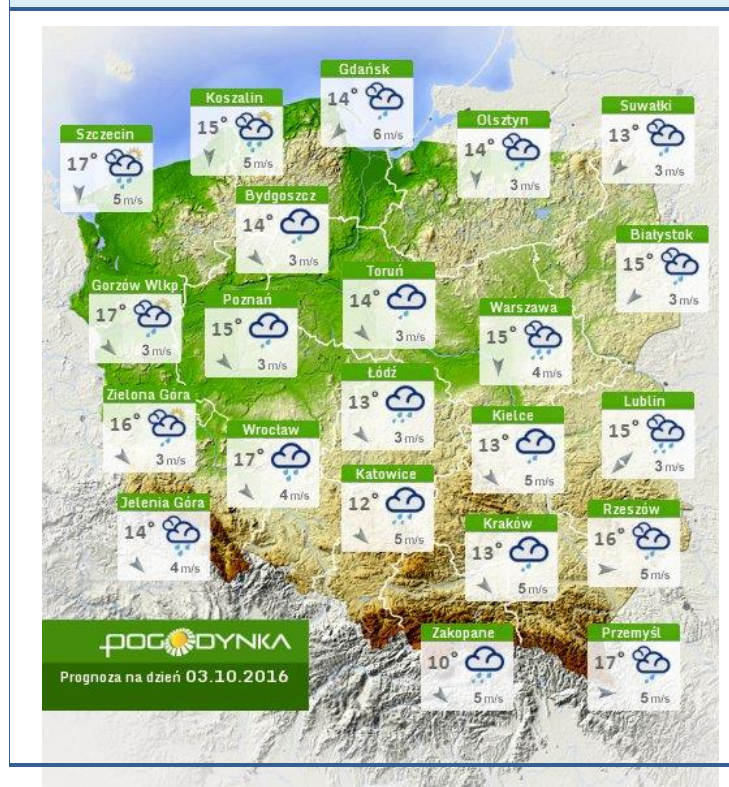 Gdańsk
14°
6 m/s
Koszalin
15°
5 m/s
Suwałki
13°
3 m/s
Olsztyn
14°
3 m/s
Szczecin
17°
5 m/s
Bydgoszcz
14°
3 m/s
Białystok
15°
3 m/s
Toruń
14°
3 m/s
Gorzów Wlkp
17°
3 m/s
Poznań
15°
3 m/s
Warszawa
15°
4 m/s
Łódź
13°
3 m/s
Zielona Góra
16°
3 m/s
Lublin
15°
3 m/s
Kielce
13°
5 m/s
Wrocław
17°
4 m/s
Katowice
12°
5 m/s
Jelenia Góra
14°
4 m/s
Rzeszów
16°
5 m/s
Kraków
13°
5 m/s
Zakopane
10°
5 m/s
Przemyśl
17°
5 m/s
POGODYNKA
Prognoza na dzień 03.10.2016